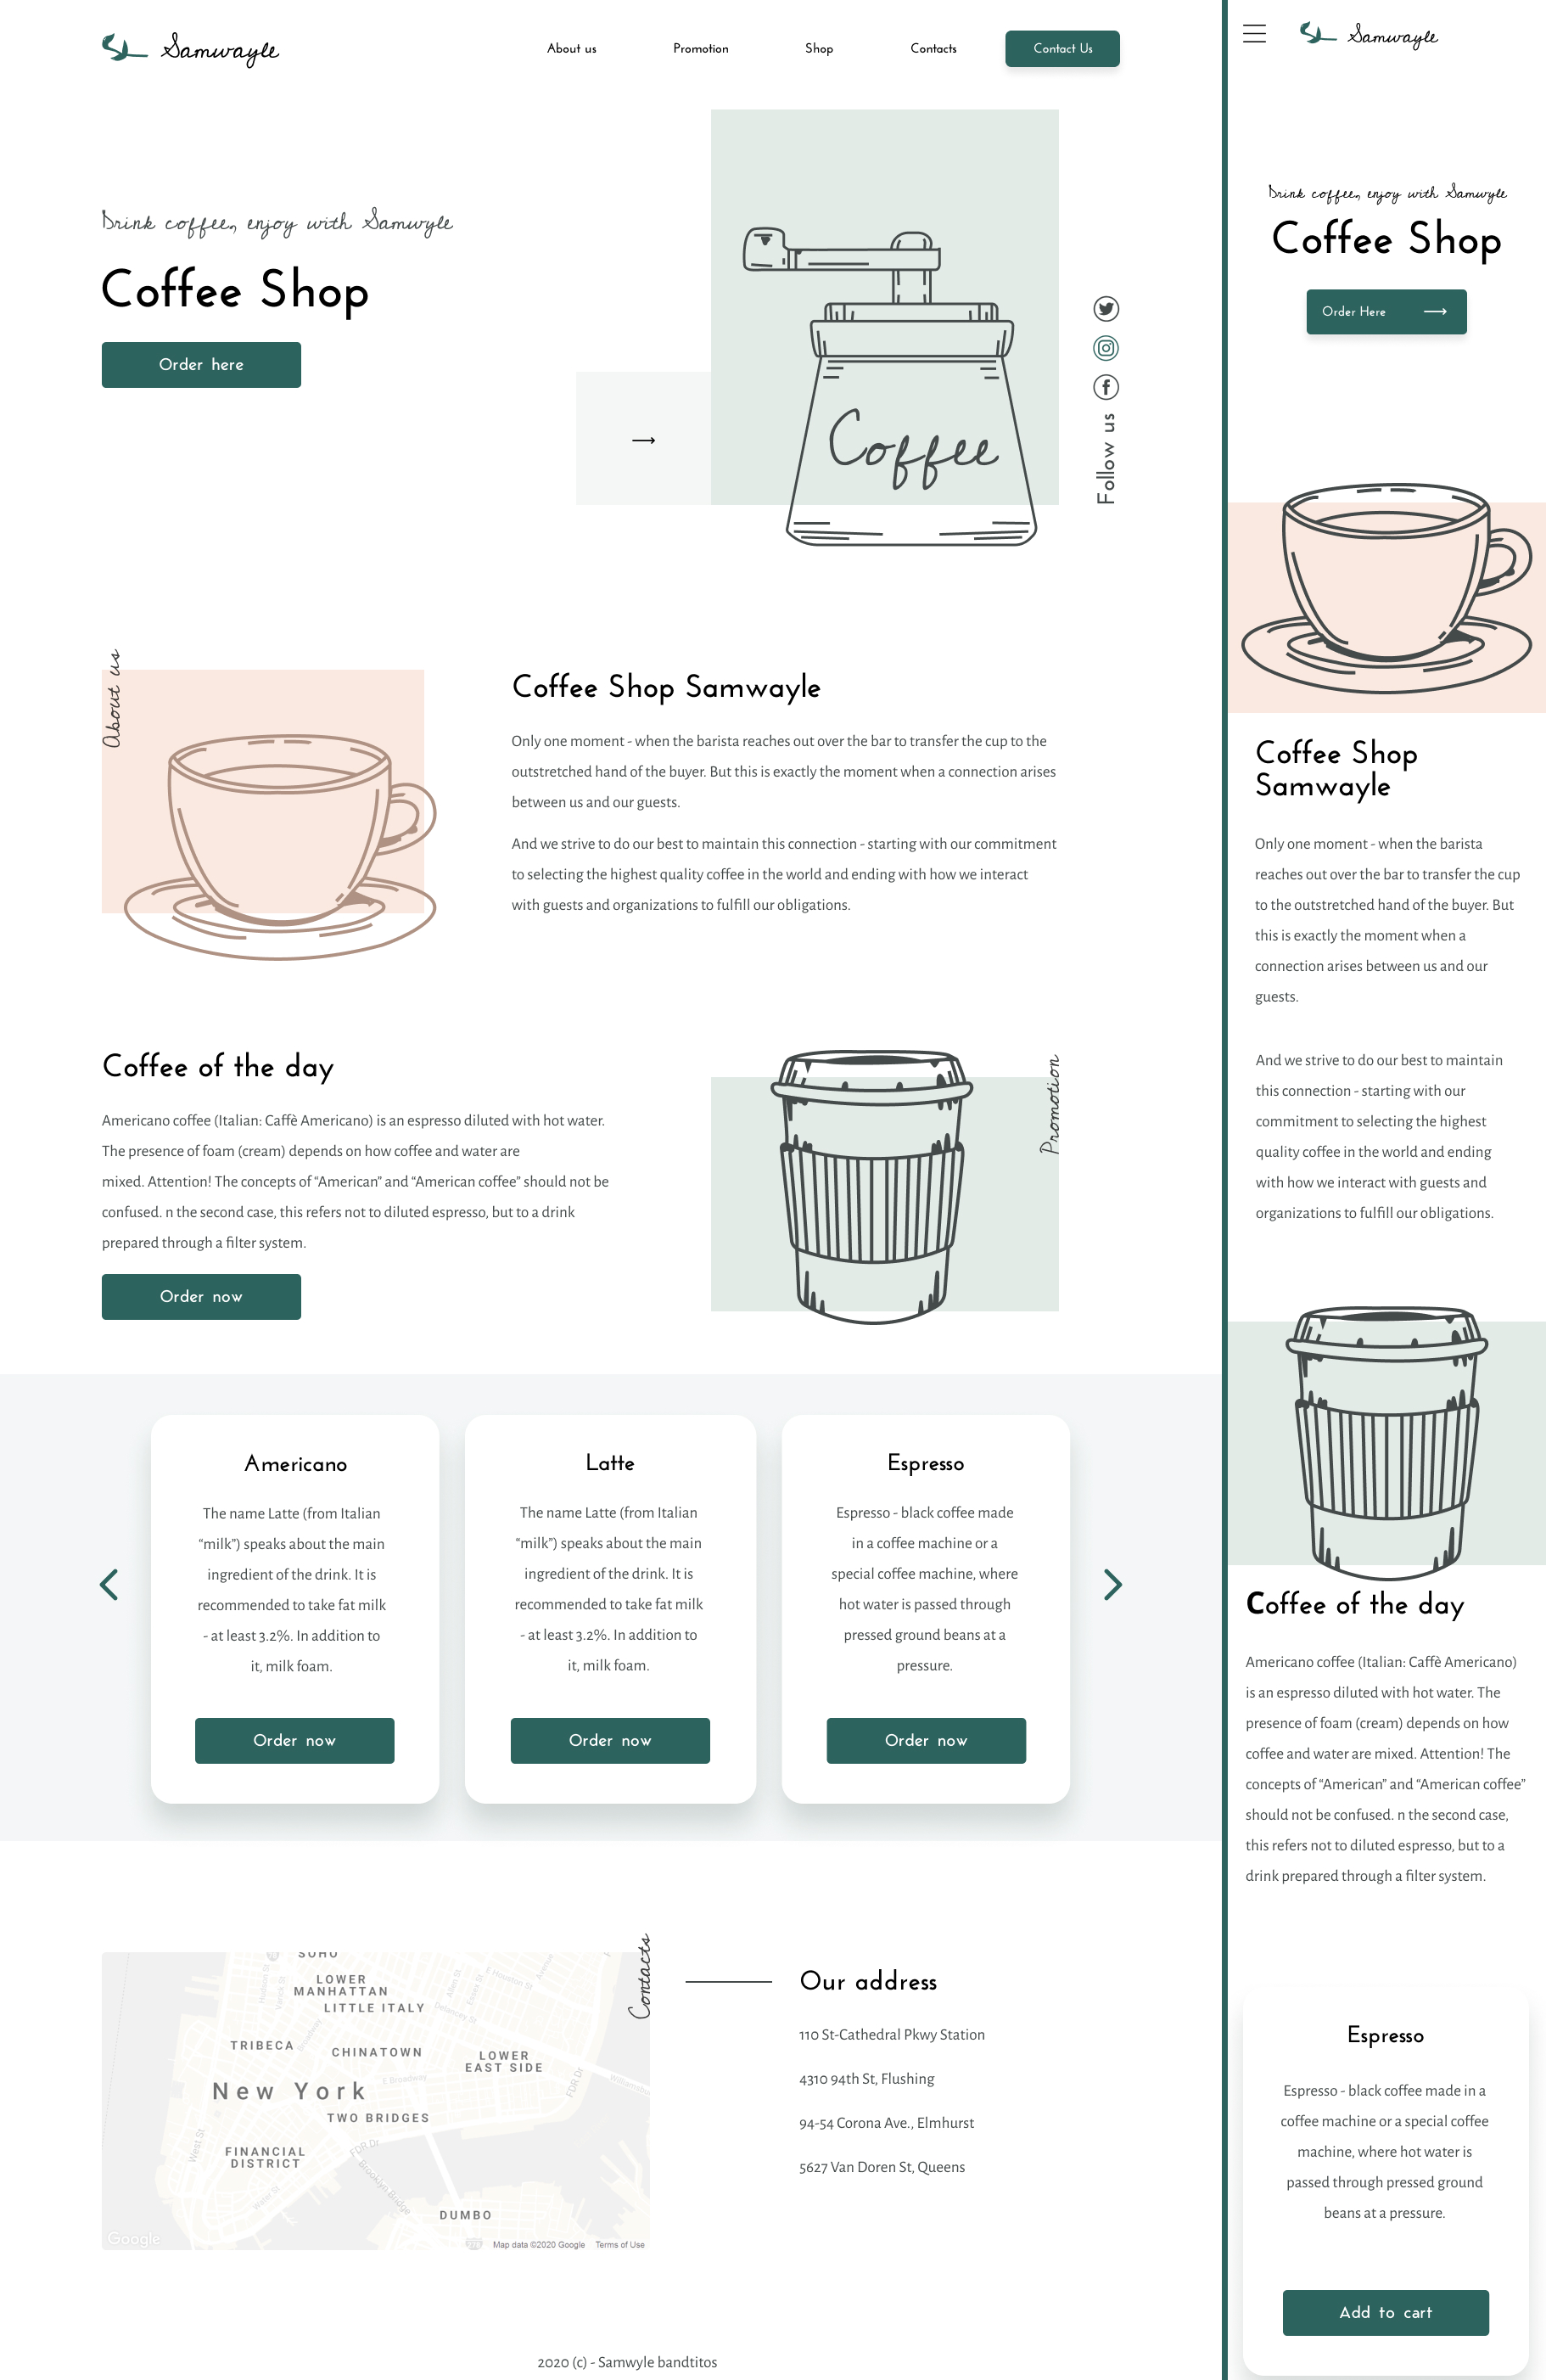 Samwayle
About us
Promotion
Shop
Contacts
Contact Us
Drink coffee, enjoy with Samwyle
Coffee Shop
Order here
Coffee
Follow us
About us
Coffee Shop Samwayle
Only one moment - when the barista reaches out over the bar to transfer the cup to the
outstretched hand of the buyer. But this is exactly the moment when a connection arises
between us and our guests.
And we strive to do our best to maintain this connection - starting with our commitment
to selecting the highest quality coffee in the world and ending with how we interact
with guests and organizations to fulfill our obligations.
Coffee of the day
Americano coffee (Italian: Caffè Americano) is an espresso diluted with hot water.
The presence of foam (cream) depends on how coffee and water are
mixed. Attention! The concepts of “American” and “American coffee” should not be
confused. n the second case, this refers not to diluted espresso, but to a drink
prepared through a filter system.
Order now
Promotion
Americano
The name Latte (from Italian
“milk”) speaks about the main
ingredient of the drink. It is
recommended to take fat milk
- at least 3.2%. In addition to
it, milk foam.
Order now
Latte
The name Latte (from Italian
“milk”) speaks about the main
ingredient of the drink. It is
recommended to take fat milk
- at least 3.2%. In addition to
it, milk foam.
Order now
Espresso
Espresso - black coffee made
in a coffee machine or a
special coffee machine, where
hot water is passed through
pressed ground beans at a
pressure.
Order now
Contacts
SOHO
LOWER
MANHATTAN
LITTLE ITALY
TRIBECA
CHINATOWN
LOWER
EAST SIDE
New York
TWO BRIDGES
FINANCIAL
DISTRICT
DUMBO
Hudson St
Varick St
Broadway
Allen St
Essex St
E Houston St
Delancey St
E Broadway
FDR Dr
FDR Dr
West St
Water St
Brooklyn Bridge
Google
Map data ©2020 Google
Terms of Use
Our address
110 St-Cathedral Pkwy Station
4310 94th St, Flushing
94-54 Corona Ave., Elmhurst
5627 Van Doren St, Queens
2020 (c) - Samwyle bandtitos
Samwayle
Drink coffee, enjoy with Samwyle
Coffee Shop
Order Here
Coffee Shop
Samwayle
Only one moment - when the barista
reaches out over the bar to transfer the cup
to the outstretched hand of the buyer. But
this is exactly the moment when a
connection arises between us and our
guests.
And we strive to do our best to maintain
this connection - starting with our
commitment to selecting the highest
quality coffee in the world and ending
with how we interact with guests and
organizations to fulfill our obligations.
Coffee of the day
Americano coffee (Italian: Caffè Americano)
is an espresso diluted with hot water. The
presence of foam (cream) depends on how
coffee and water are mixed. Attention! The
concepts of “American” and “American coffee”
should not be confused. n the second case,
this refers not to diluted espresso, but to a
drink prepared through a filter system.
Espresso
Espresso - black coffee made in a
coffee machine or a special coffee
machine, where hot water is
passed through pressed ground
beans at a pressure.
Add to cart